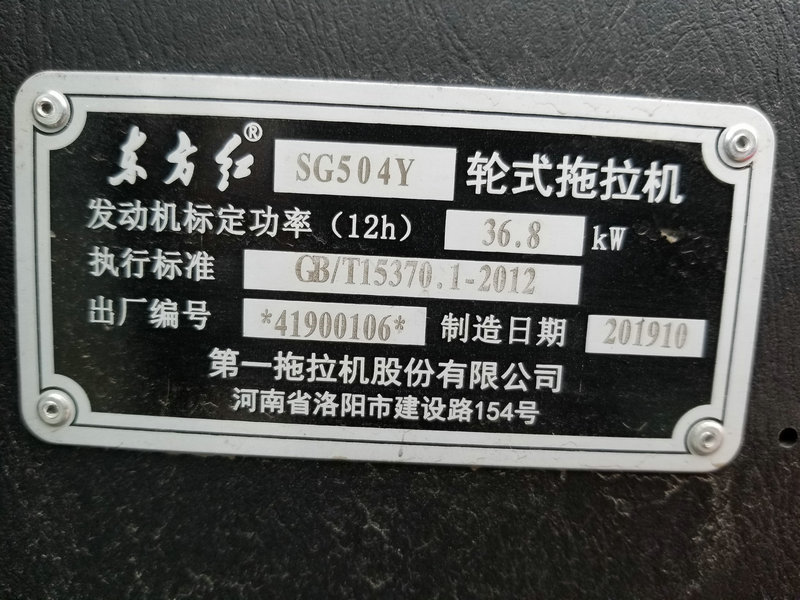 东方红® SG504Y 轮式拖拉机
发动机标定功率（12h） 36.8 kW
执行标准 GB/T15370.1-2012
出厂编号 *41900106* 制造日期 201910
第一拖拉机股份有限公司
河南省洛阳市建设路154号